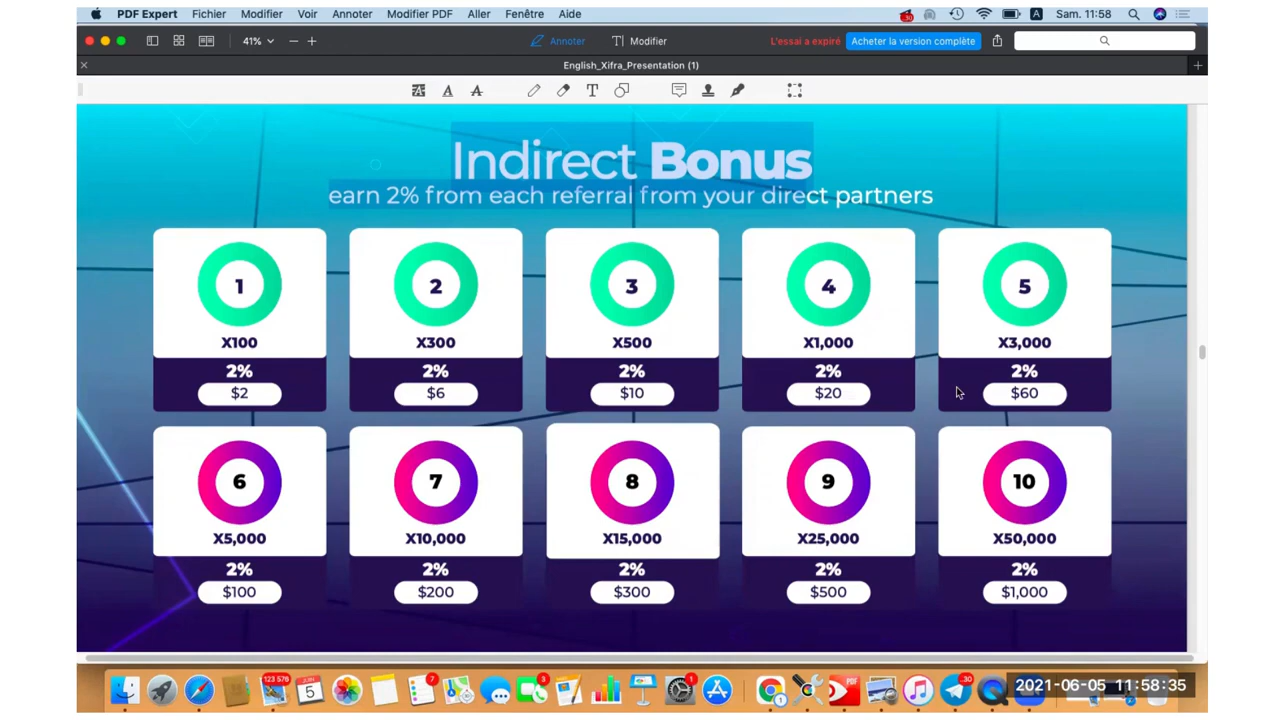 PDF Expert Fichier Modifier Voir Annoter Modifier PDF Aller Fenêtre Aide Sam. 11:58
41% Annoter Modifier L'essai a expiré Acheter la version complète
English_Xifra_Presentation (1)
Indirect Bonus
earn 2% from each referral from your direct partners
1 2 3 4 5
X100 X300 X500 X1,000 X3,000
2% 2% 2% 2% 2%
$2 $6 $10 $20 $60
6 7 8 9 10
X5,000 X10,000 X15,000 X25,000 X50,000
2% 2% 2% 2% 2%
$100 $200 $300 $500 $1,000
2021-06-05 11:58:35